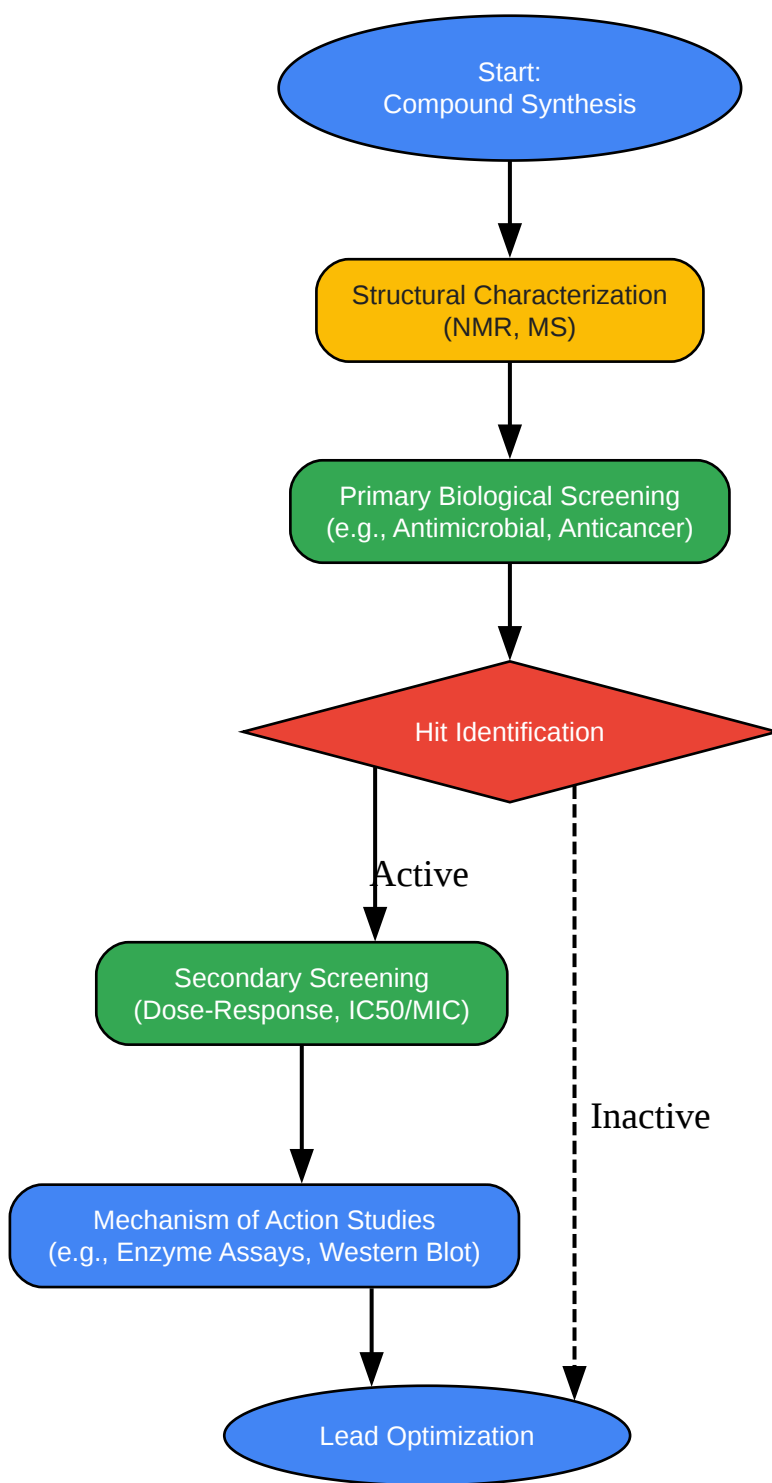 Start:
Compound Synthesis
Structural Characterization
(NMR, MS)
Primary Biological Screening
(e.g., Antimicrobial, Anticancer)
Hit Identification
Active
Secondary Screening
(Dose-Response, IC50/MIC)
Inactive
Mechanism of Action Studies
(e.g., Enzyme Assays, Western Blot)
Lead Optimization